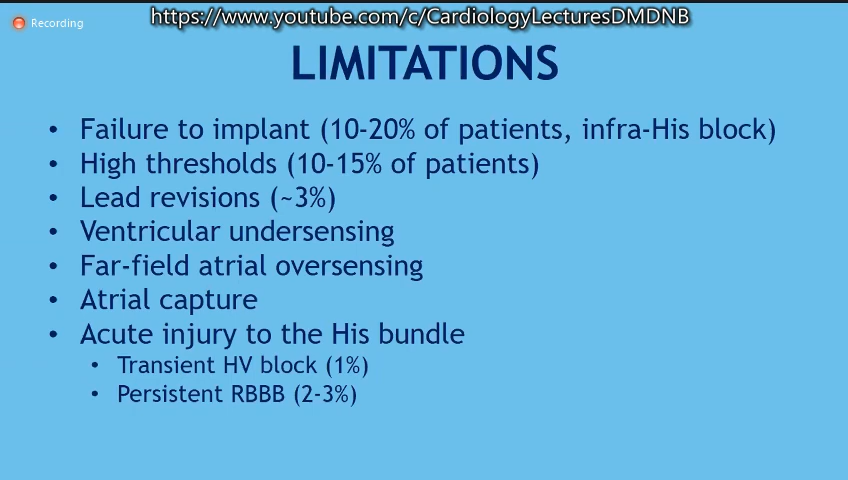 https://www.youtube.com/c/CardiologyLecturesDMDNB
Recording
LIMITATIONS
• Failure to implant (10-20% of patients, infra-His block)
• High thresholds (10-15% of patients)
• Lead revisions (~3%)
• Ventricular undersensing
• Far-field atrial oversensing
• Atrial capture
• Acute injury to the His bundle
• Transient HV block (1%)
• Persistent RBBB (2-3%)